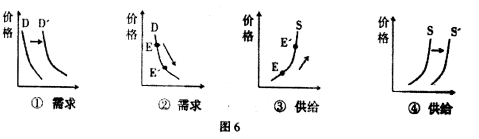 价格 D D′
① 需求
价格 D E E′
② 需求
价格 S E′ E
③ 供给
价格 S S′
④ 供给
图6